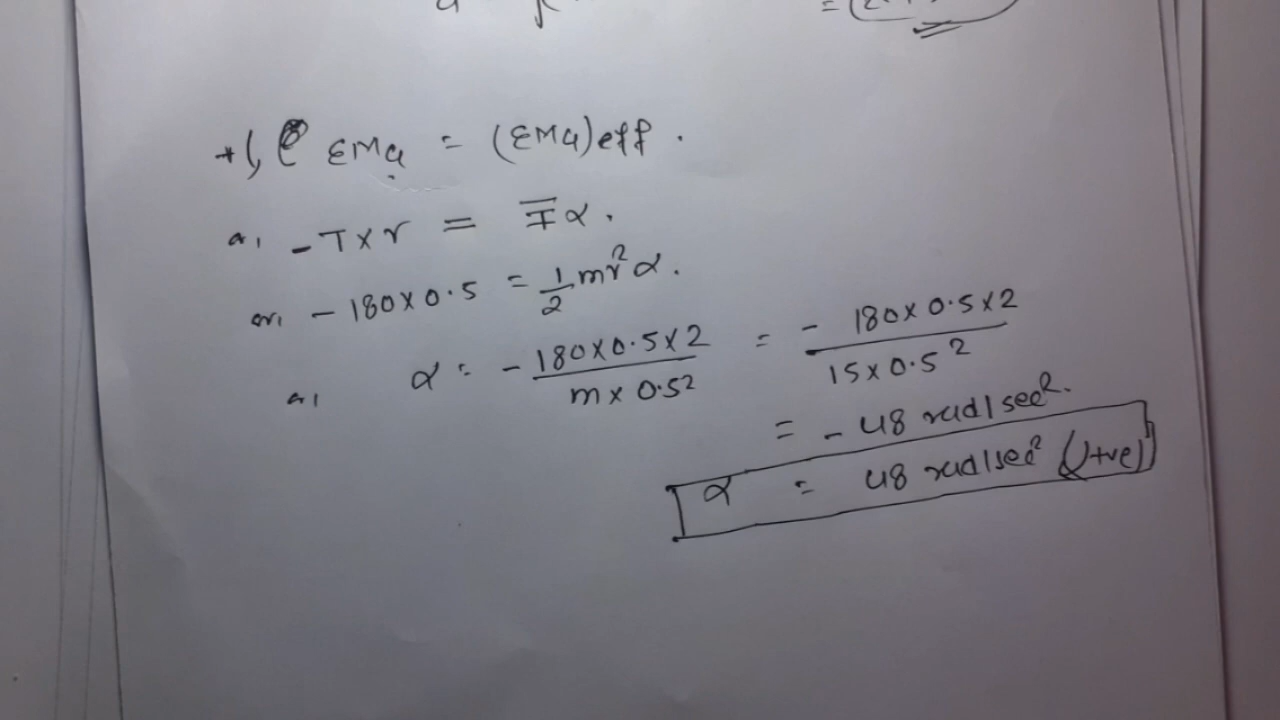 +↻ ΣMG = (ΣMG)eff.
or, -T×r = Īα.
or, -180×0.5 = 1/2 mr²α.
or, α = - 180×0.5×2 / m×0.5² = - 180×0.5×2 / 15×0.5²
= - 48 rad/sec².
α = 48 rad/sec² (↻+ve)